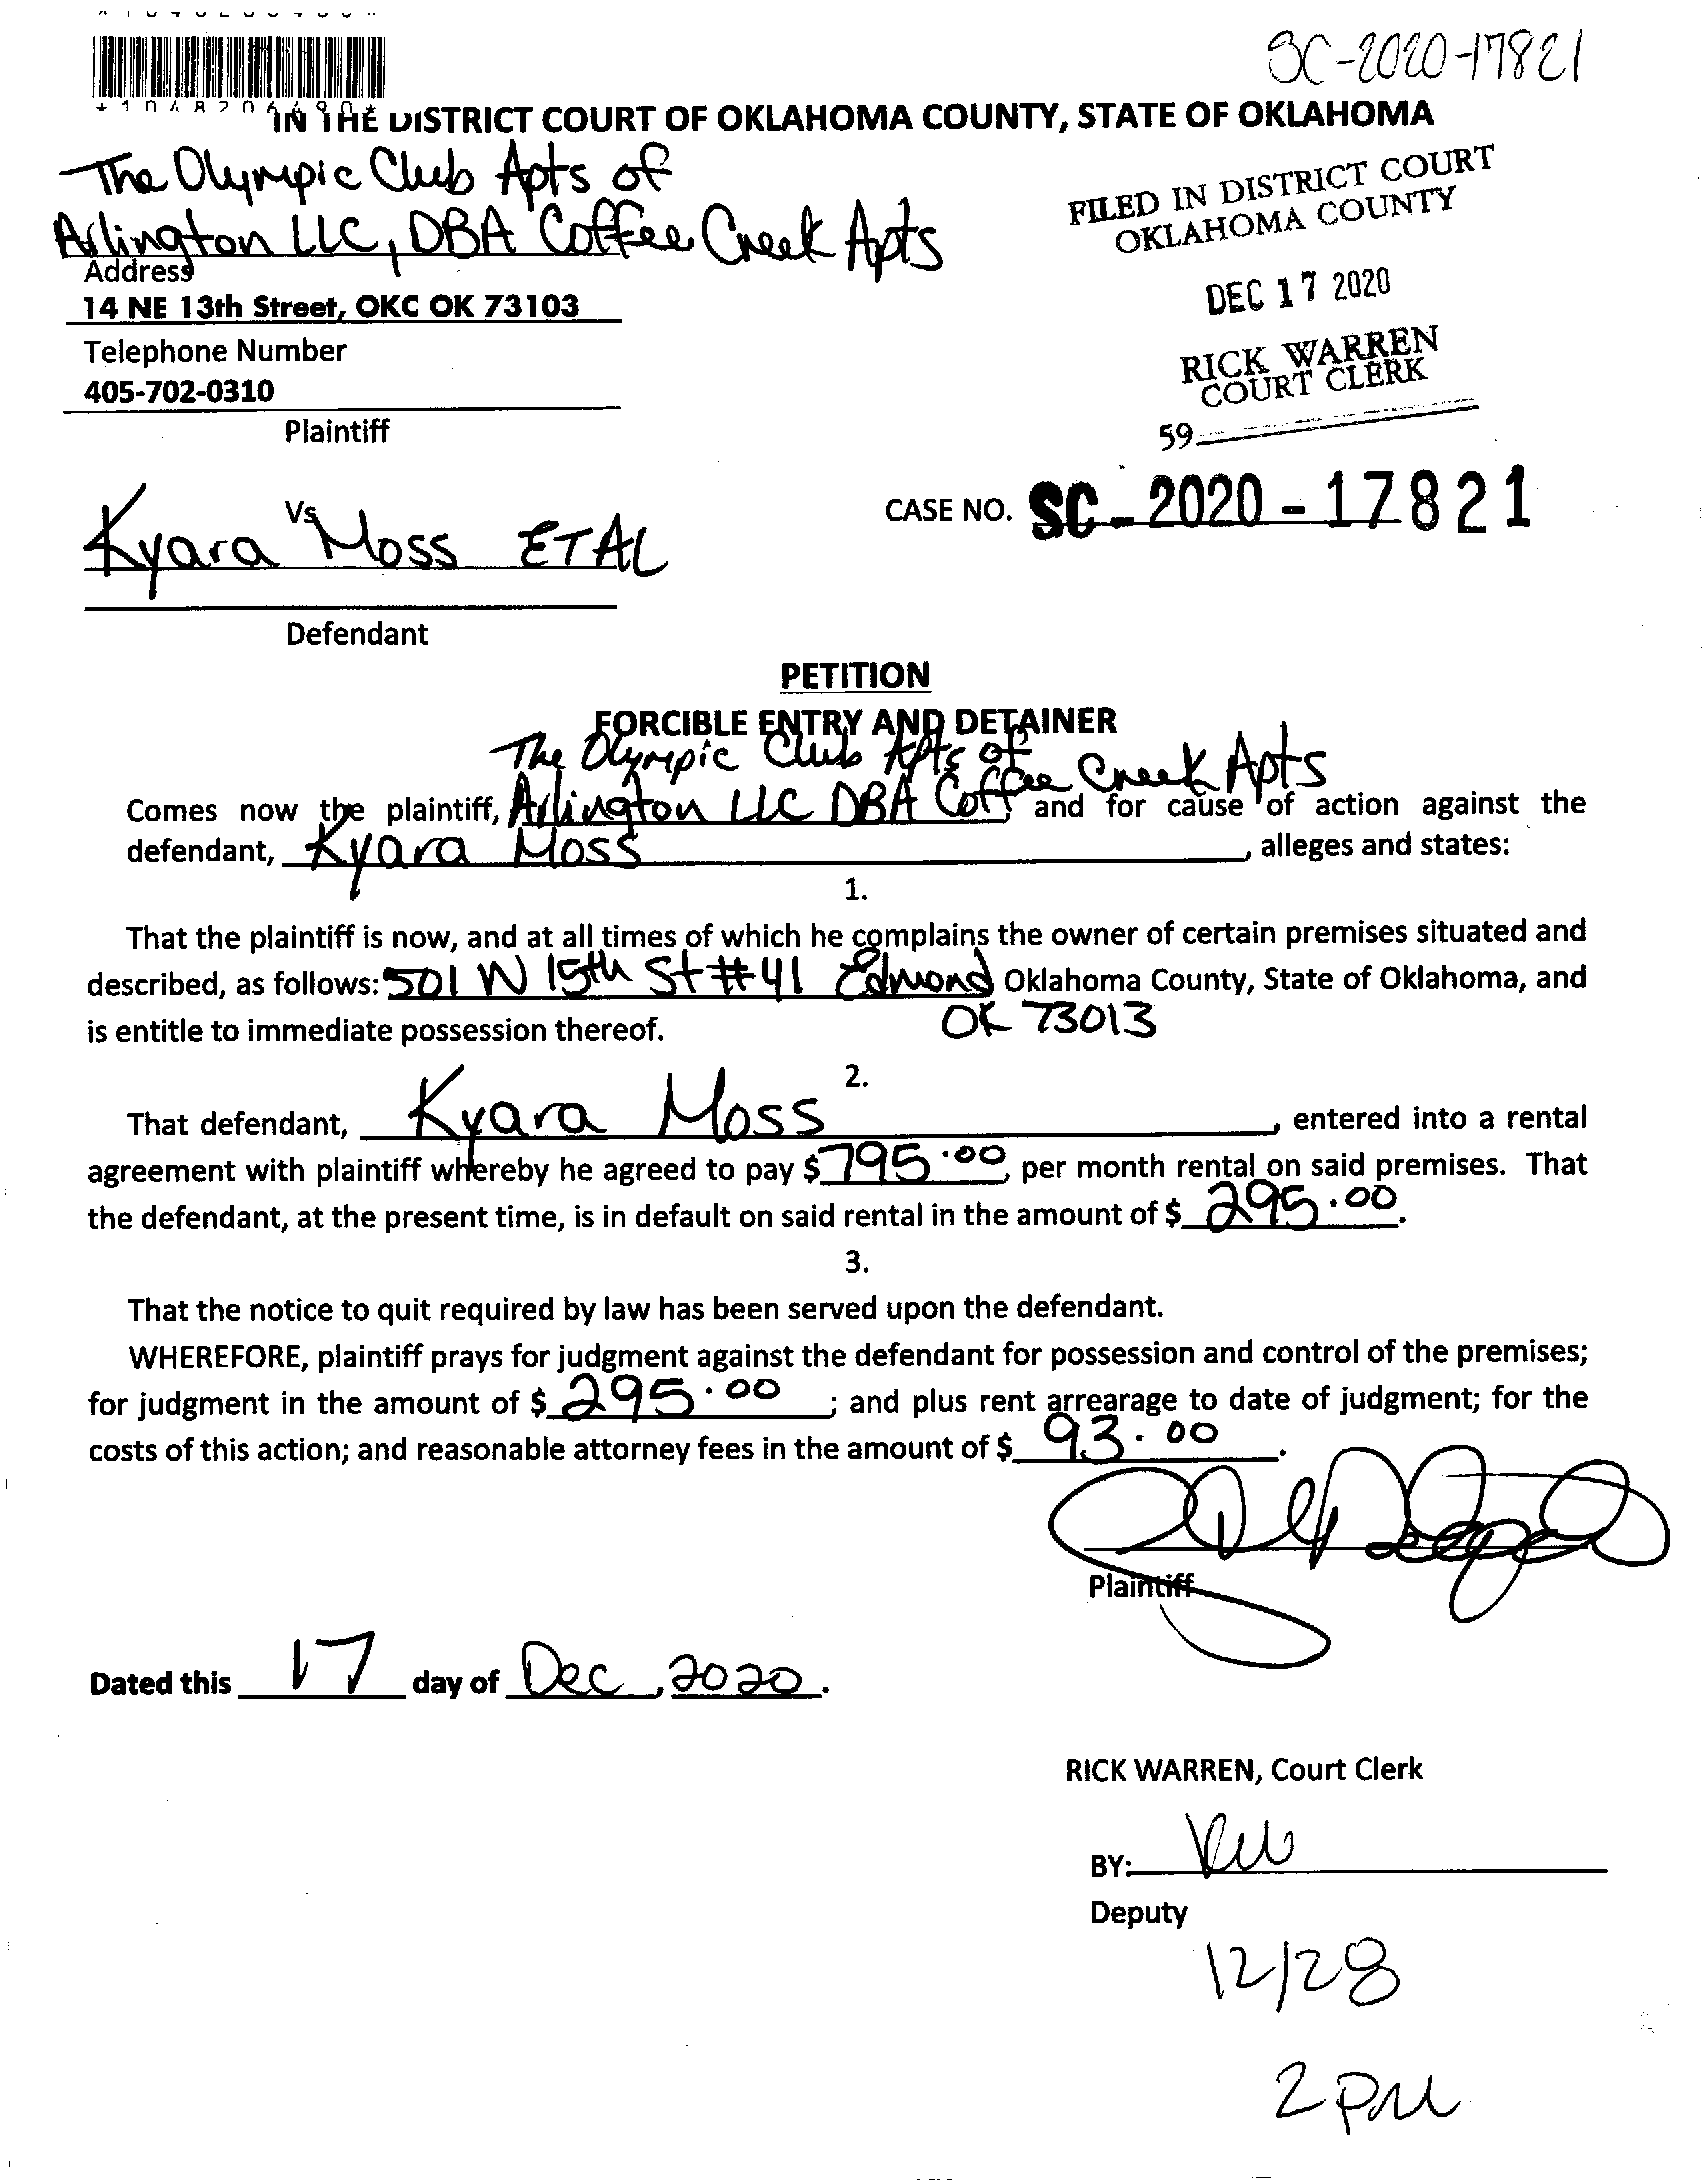 SC-2020-17821
IN THE DISTRICT COURT OF OKLAHOMA COUNTY, STATE OF OKLAHOMA
The Olympic Club Apts of
Arlington LLC, DBA Coffee Creek Apts
Address
14 NE 13th Street, OKC OK 73103
Telephone Number
405-702-0310
Plaintiff
FILED IN DISTRICT COURT
OKLAHOMA COUNTY
DEC 17 2020
RICK WARREN
COURT CLERK
59
Vs
Kyara Moss ETAL
Defendant
CASE NO. SC - 2020 - 17821
PETITION
FORCIBLE ENTRY AND DETAINER
The Olympic Club Apts of
Comes now the plaintiff, Arlington LLC DBA Coffee Creek Apts and for cause of action against the
defendant, Kyara Moss, alleges and states:
1.
That the plaintiff is now, and at all times of which he complains the owner of certain premises situated and
described, as follows: 501 W 15th St #41 Edmond Oklahoma County, State of Oklahoma, and
OK 73013
is entitle to immediate possession thereof.
2.
That defendant, Kyara Moss, entered into a rental
agreement with plaintiff whereby he agreed to pay $795.00, per month rental on said premises. That
the defendant, at the present time, is in default on said rental in the amount of $ 295.00.
3.
That the notice to quit required by law has been served upon the defendant.
WHEREFORE, plaintiff prays for judgment against the defendant for possession and control of the premises;
for judgment in the amount of $ 295.00; and plus rent arrearage to date of judgment; for the
costs of this action; and reasonable attorney fees in the amount of $ 93.00.
Plaintiff
Dated this 17 day of Dec, 2020.
RICK WARREN, Court Clerk
BY:
Deputy
12/28
2 PM